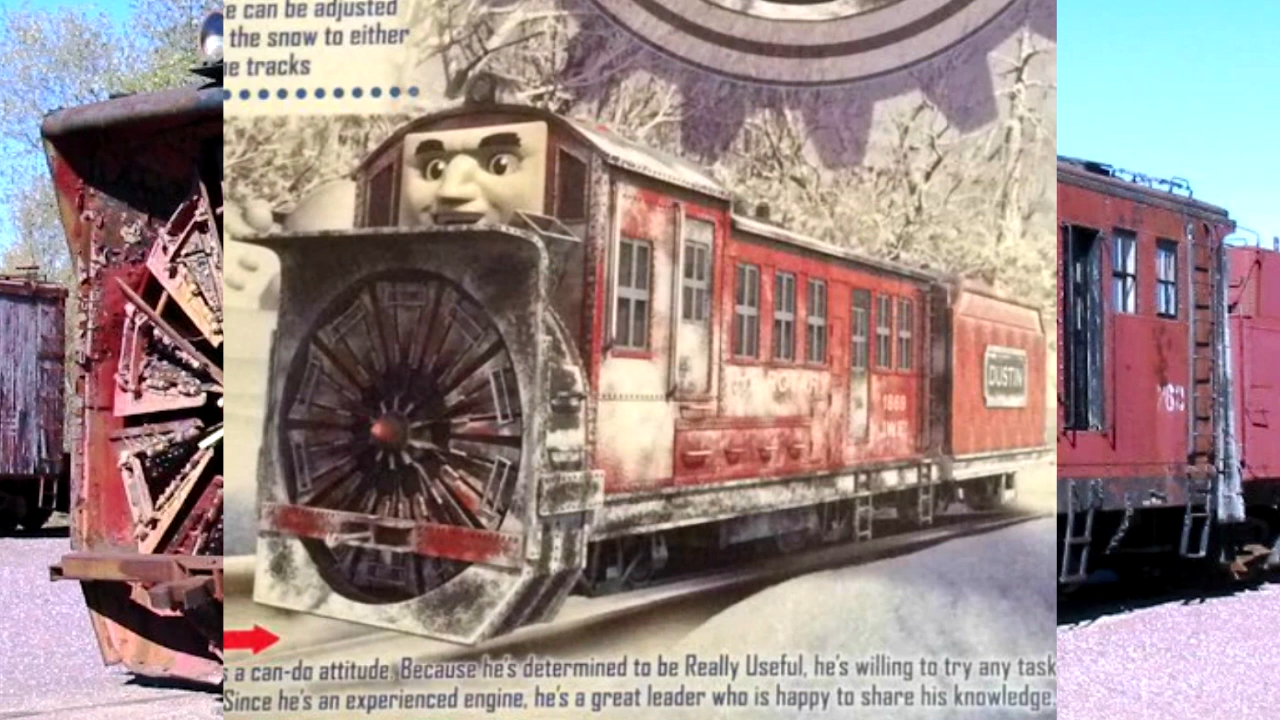 e can be adjusted
the snow to either
e tracks
DUSTIN
1860
s a can-do attitude. Because he's determined to be Really Useful, he's willing to try any task
Since he's an experienced engine, he's a great leader who is happy to share his knowledge.